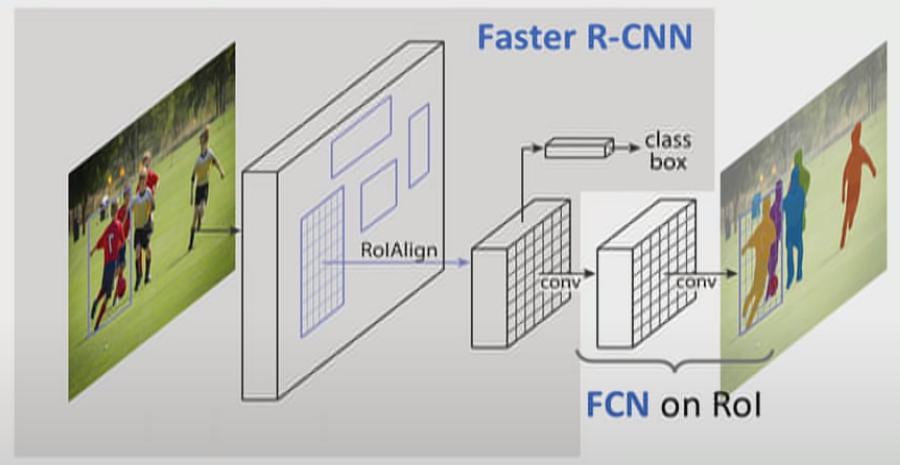 Faster R-CNN
class
box
RoIAlign
conv
conv
FCN on RoI